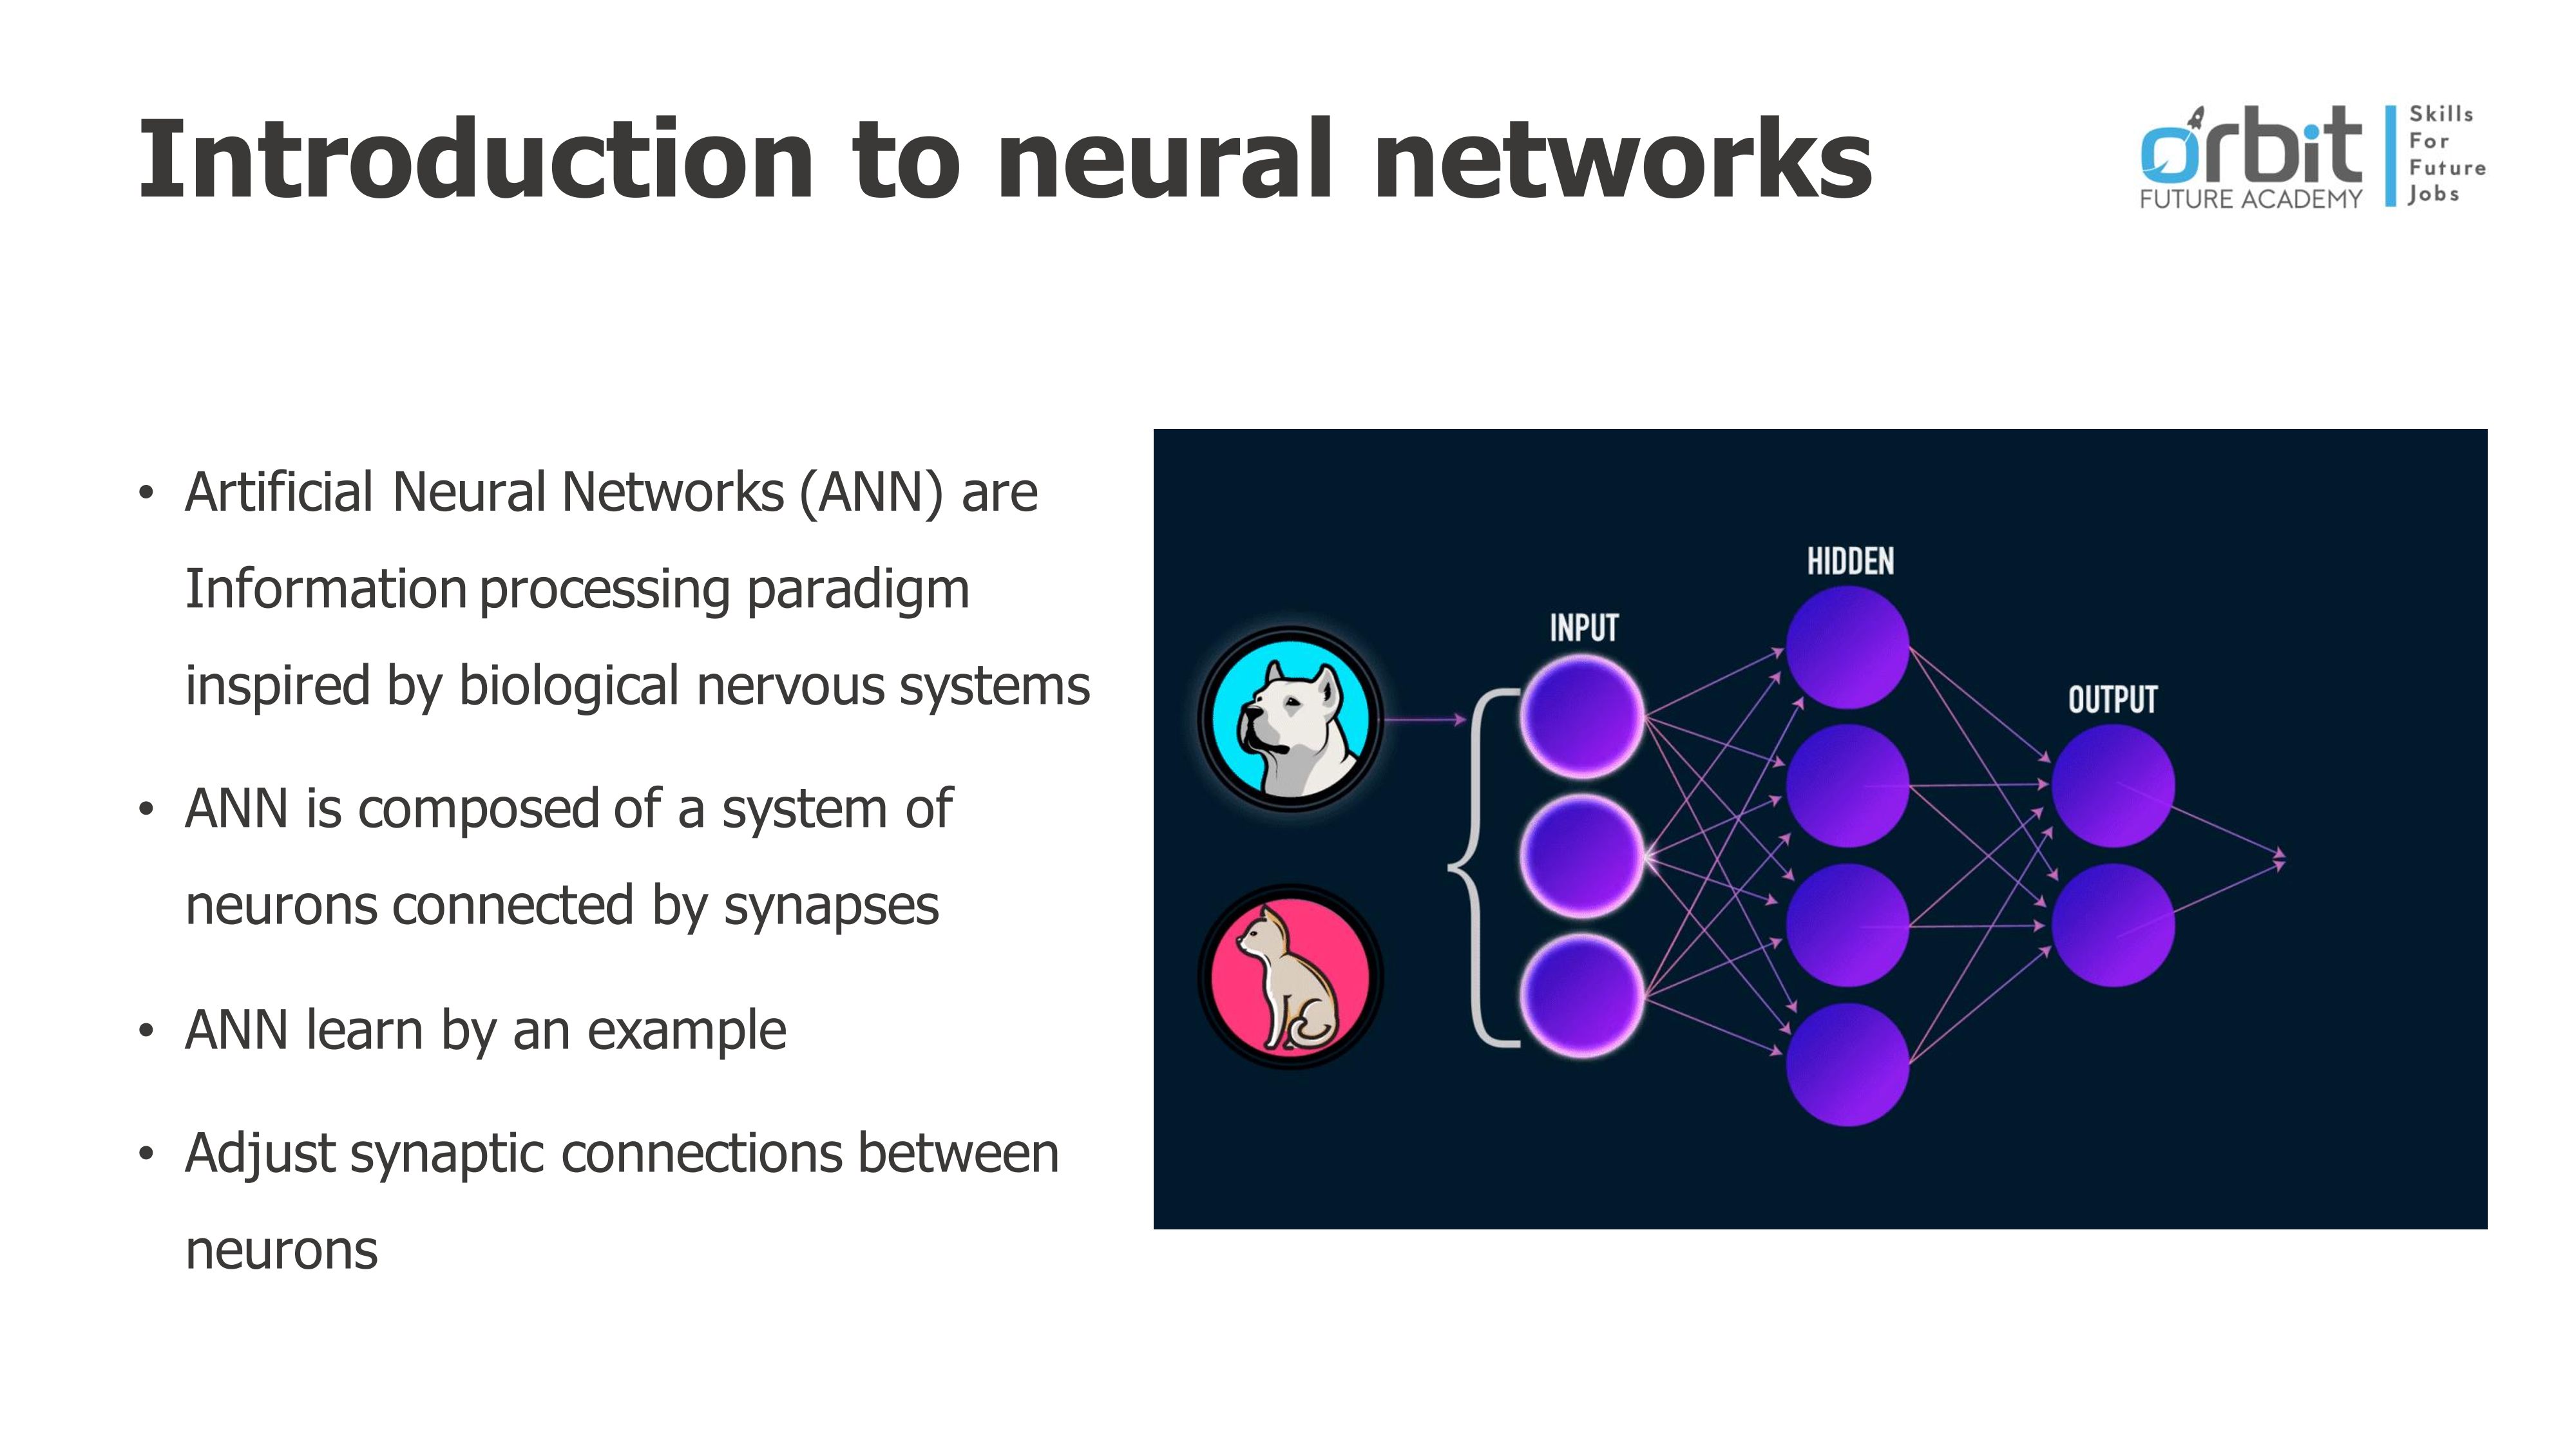 Introduction to neural networks
orbit
FUTURE ACADEMY
Skills
For
Future
Jobs
• Artificial Neural Networks (ANN) are
Information processing paradigm
inspired by biological nervous systems
• ANN is composed of a system of
neurons connected by synapses
• ANN learn by an example
• Adjust synaptic connections between
neurons
INPUT
HIDDEN
OUTPUT